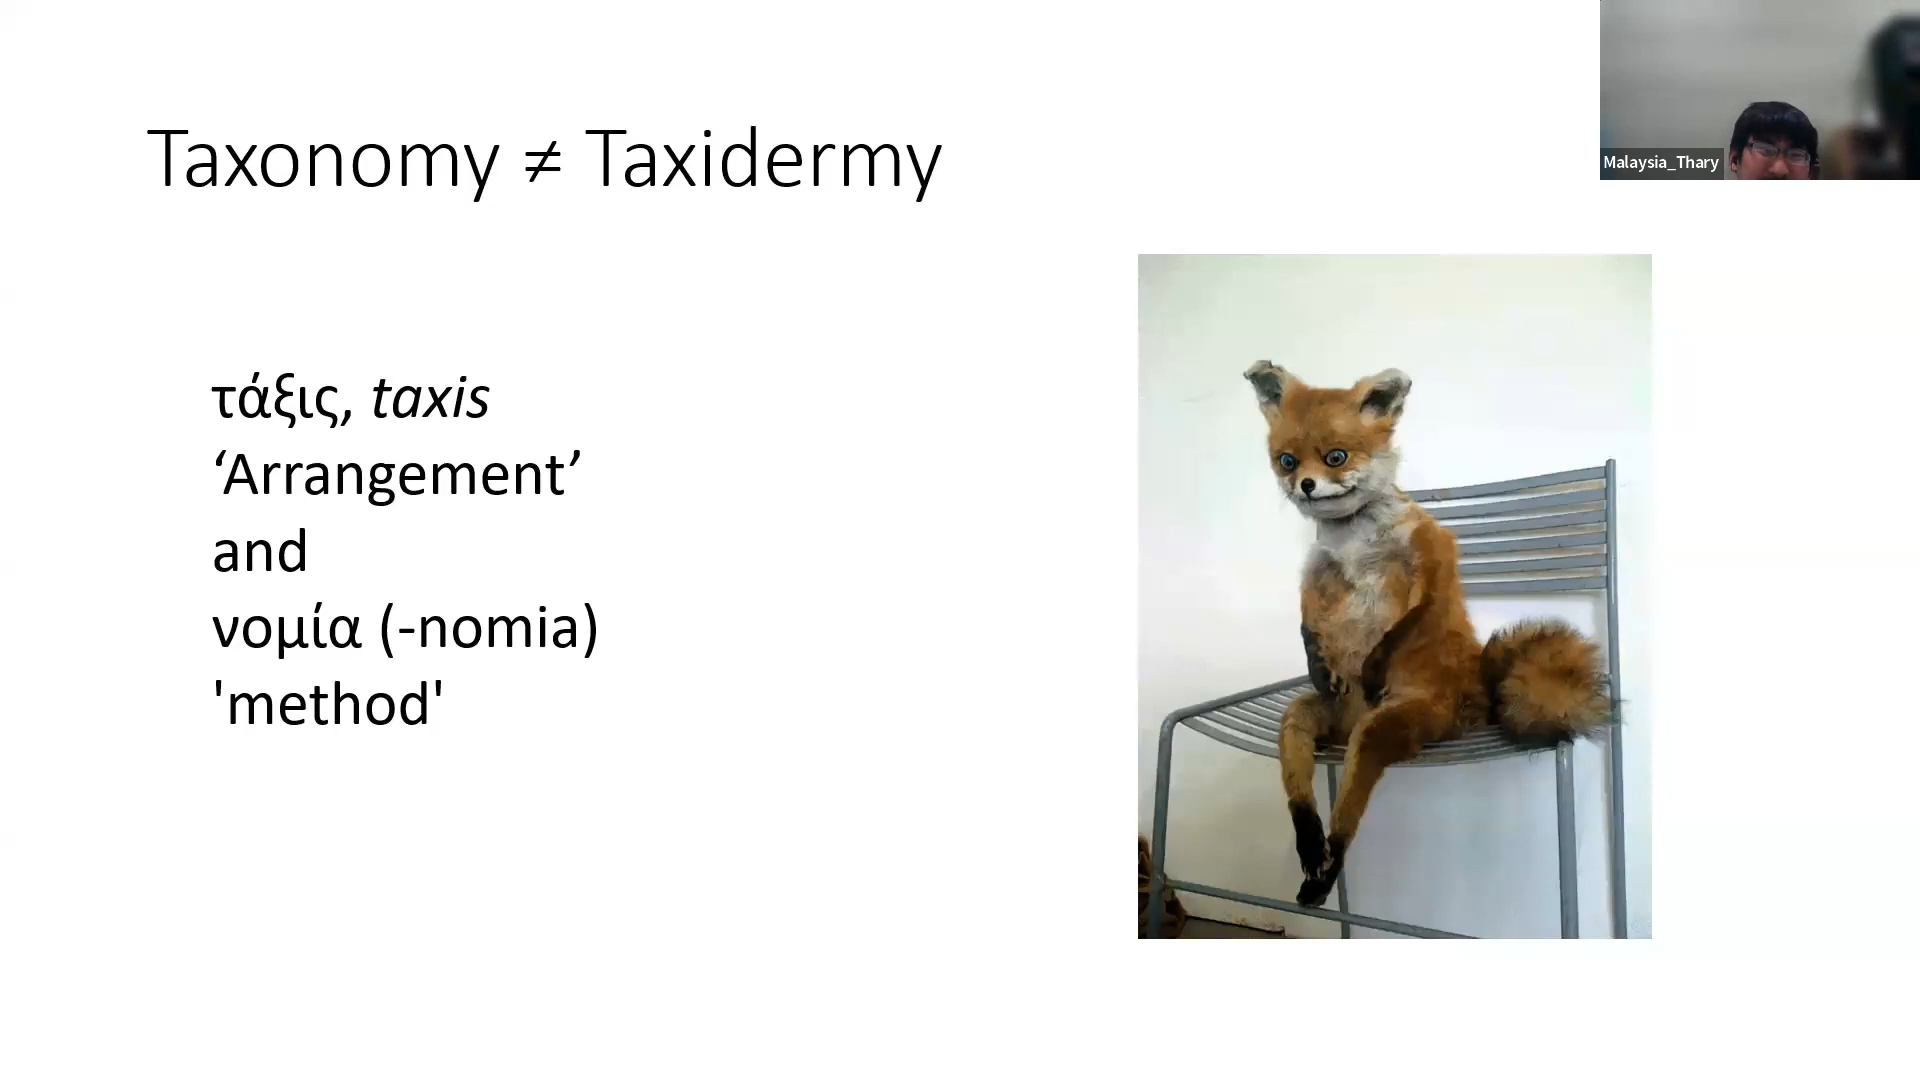 Taxonomy ≠ Taxidermy
Malaysia_Thary
τάξις, taxis
‘Arrangement’
and
νομία (-nomia)
'method'